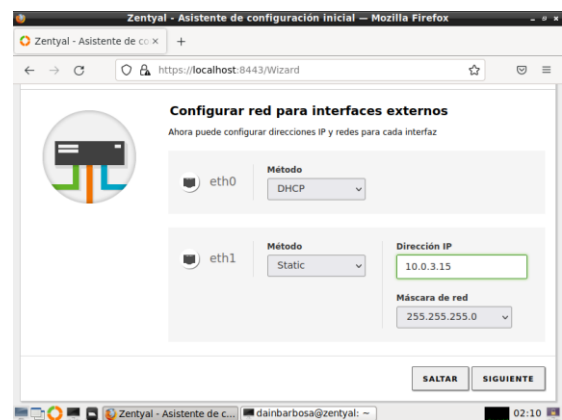 Zentyal - Asistente de configuración inicial — Mozilla Firefox
Zentyal - Asistente de co
https://localhost:8443/Wizard
Configurar red para interfaces externos
Ahora puede configurar direcciones IP y redes para cada interfaz
eth0
Método
DHCP
eth1
Método
Static
Dirección IP
10.0.3.15
Máscara de red
255.255.255.0
SALTAR SIGUIENTE
Zentyal - Asistente de c... dainbarbosa@zentyal: ~ 02:10